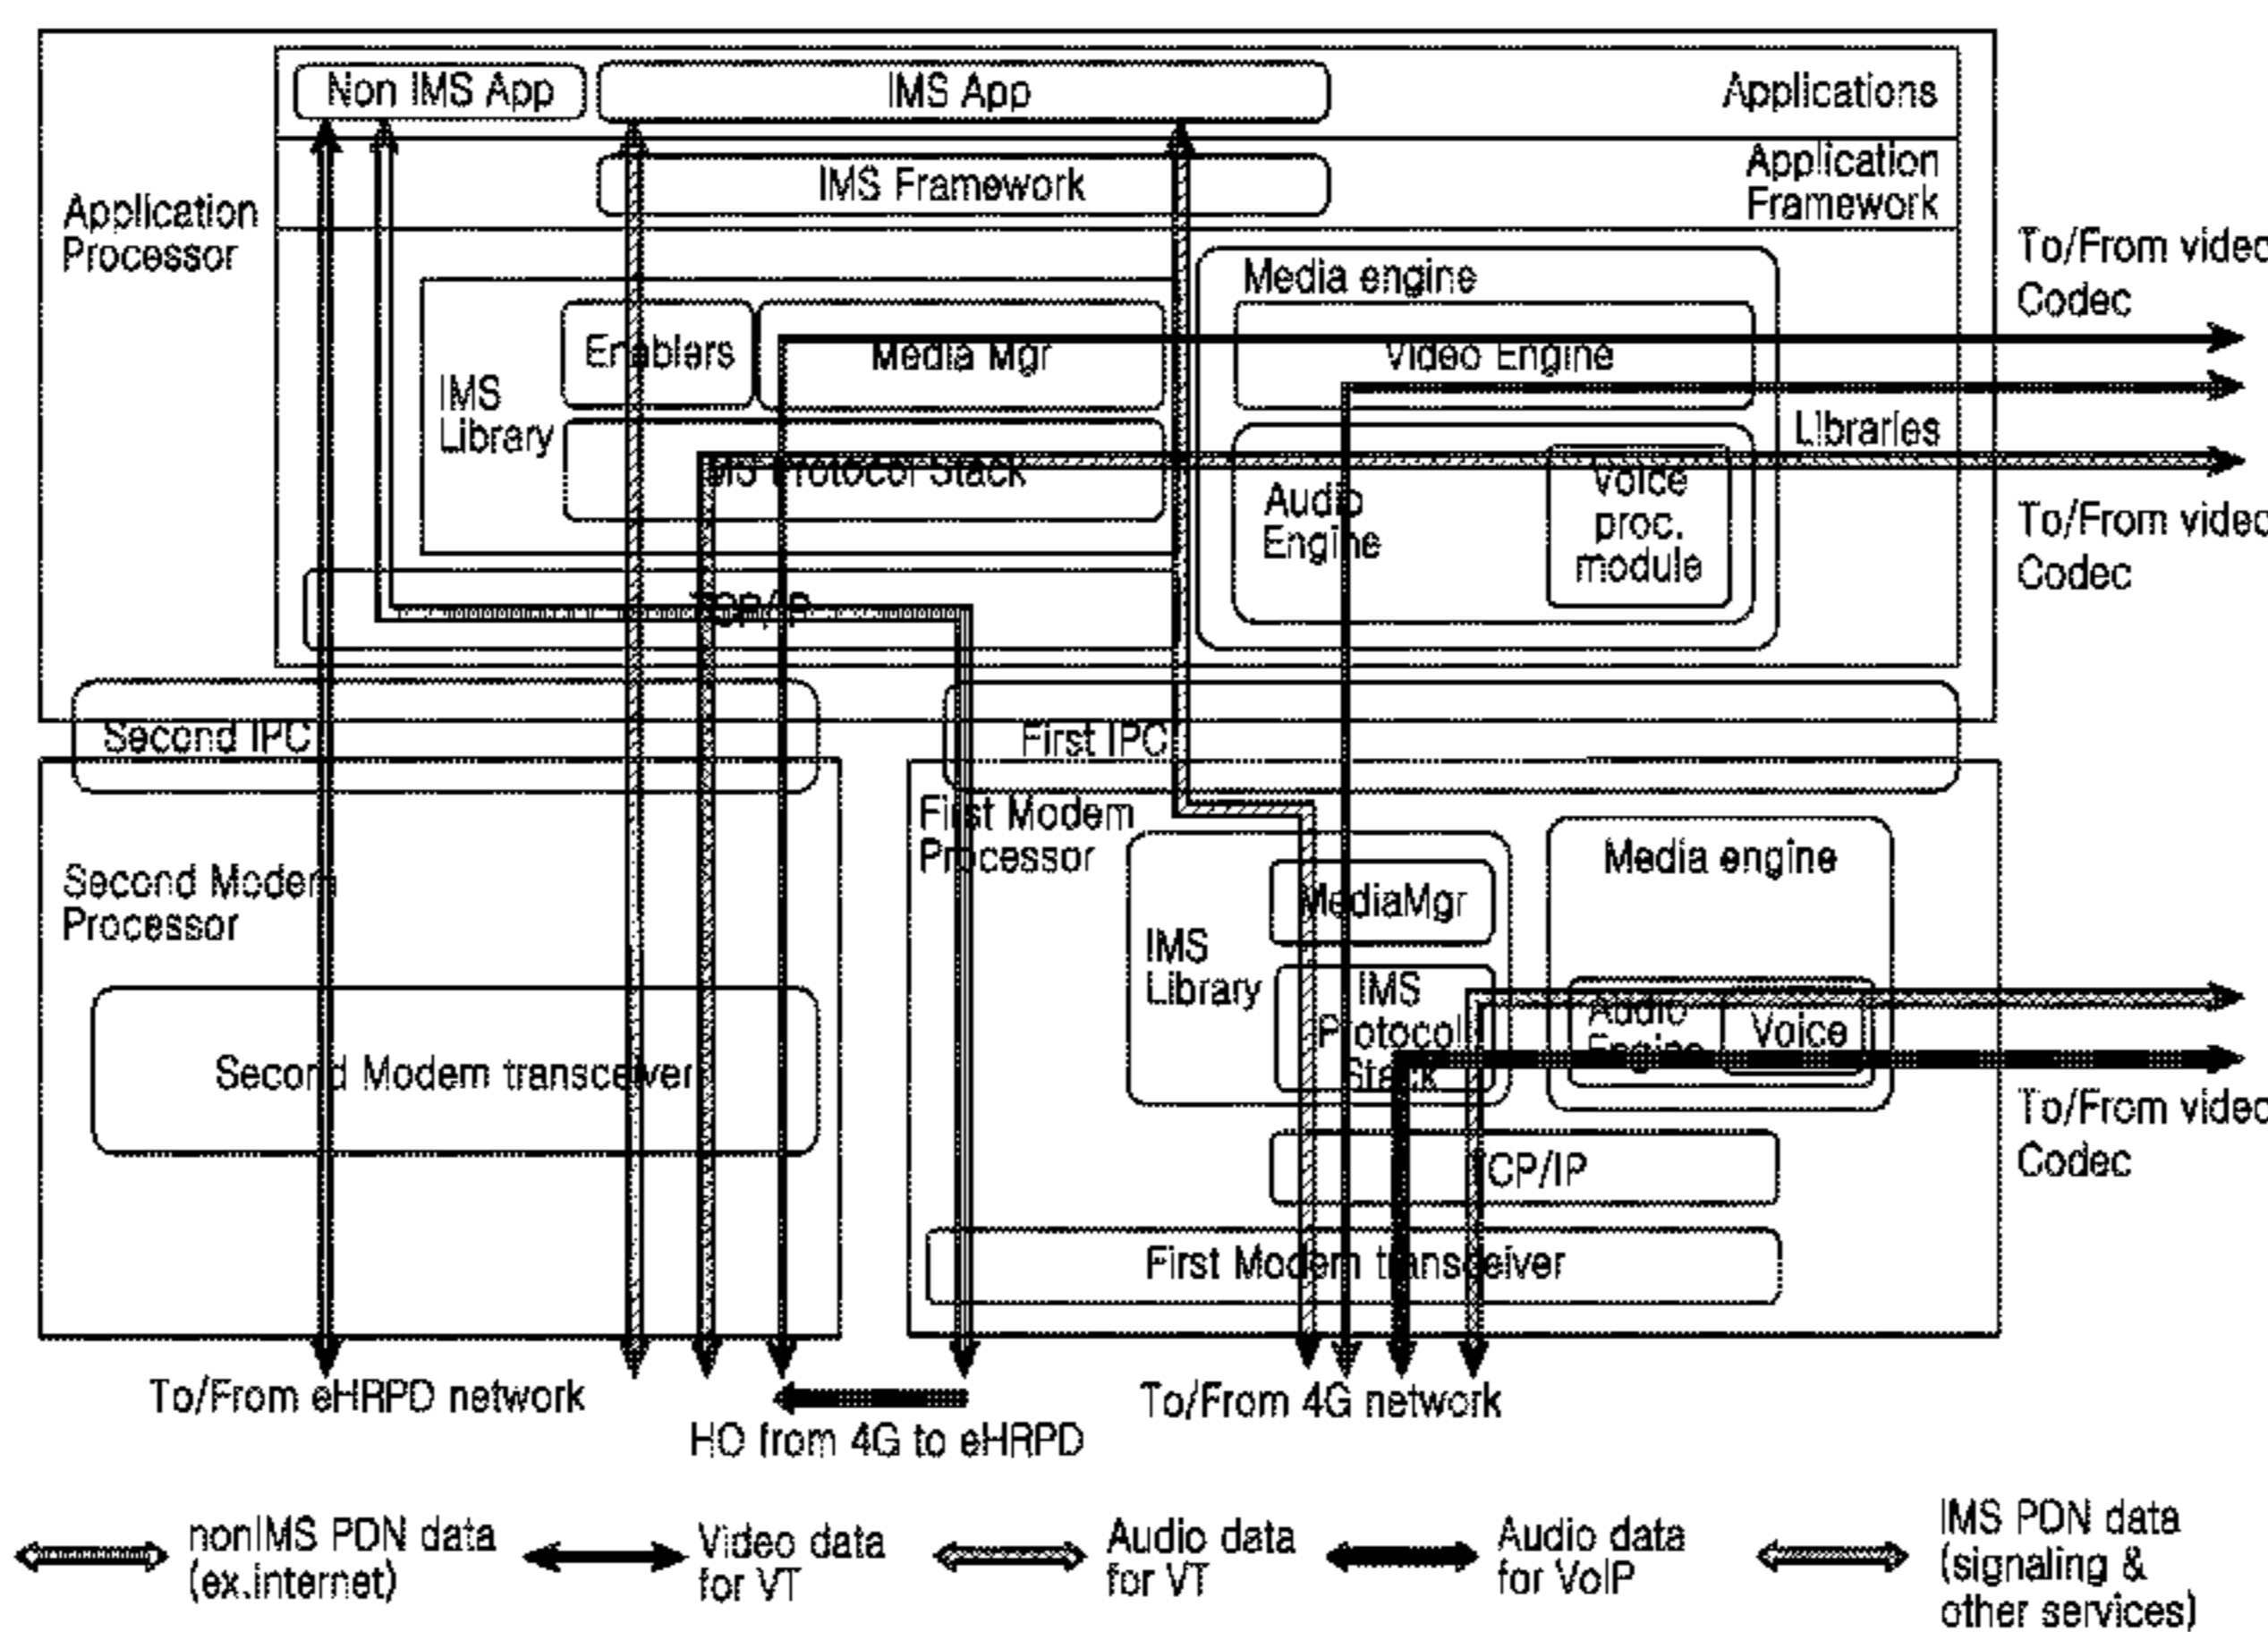 Non IMS App
IMS App
Applications
IMS Framework
Application
Framework
Application
Processor
To/From video
Codec
Media engine
Enablers
Media Mgr
Video Engine
IMS
Library
Libraries
IMS Protocol Stack
Audio
Engine
Voice
proc.
module
To/From video
Codec
TCP/IP
Second IPC
First IPC
First Modem
Processor
Second Modem
Processor
Media engine
MediaMgr
IMS
Library
IMS
Protocol
Stack
Audio
Engine
Voice
Second Modem transceiver
To/From video
Codec
TCP/IP
First Modem transceiver
To/From eHRPD network
To/From 4G network
HO from 4G to eHRPD
nonIMS PDN data
(ex.internet)
Video data
for VT
Audio data
for VT
Audio data
for VoIP
IMS PDN data
(signaling &
other services)